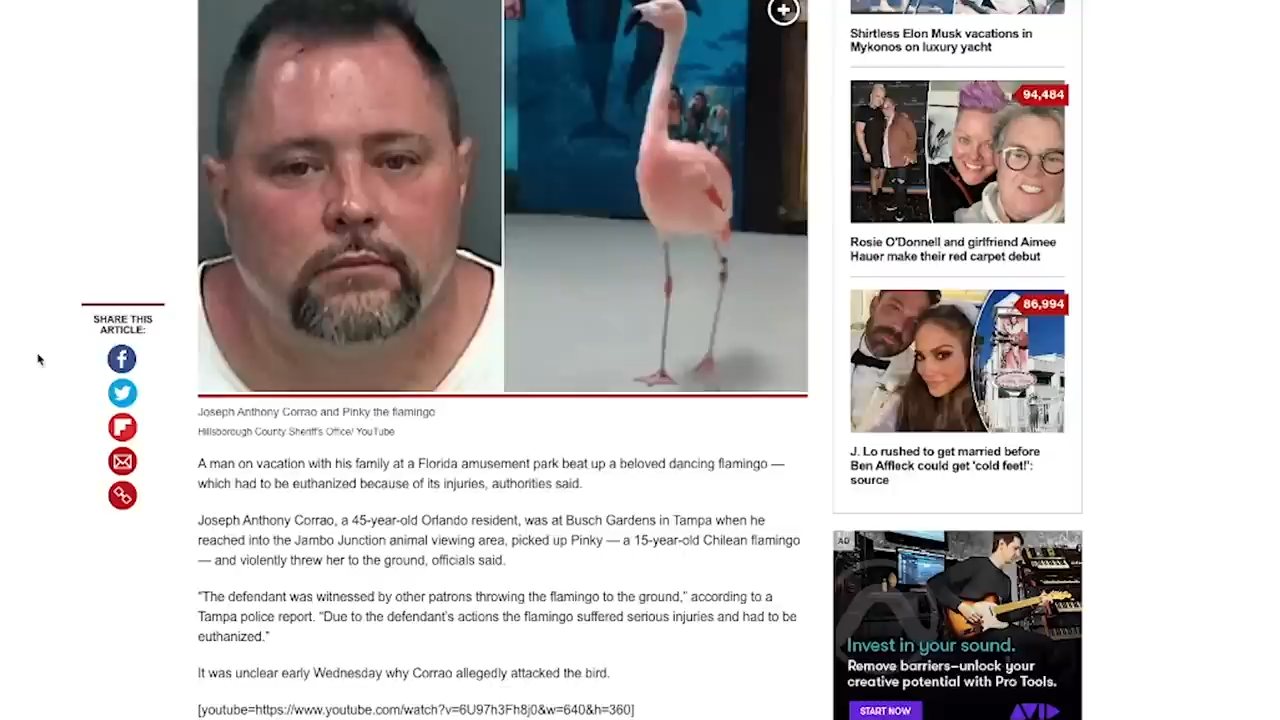 SHARE THIS
ARTICLE:
Joseph Anthony Corrao and Pinky the flamingo
Hillsborough County Sheriff's Office/ YouTube
A man on vacation with his family at a Florida amusement park beat up a beloved dancing flamingo —
which had to be euthanized because of its injuries, authorities said.
Joseph Anthony Corrao, a 45-year-old Orlando resident, was at Busch Gardens in Tampa when he
reached into the Jambo Junction animal viewing area, picked up Pinky — a 15-year-old Chilean flamingo
— and violently threw her to the ground, officials said.
"The defendant was witnessed by other patrons throwing the flamingo to the ground," according to a
Tampa police report. "Due to the defendant's actions the flamingo suffered serious injuries and had to be
euthanized."
It was unclear early Wednesday why Corrao allegedly attacked the bird.
[youtube=https://www.youtube.com/watch?v=6U97h3Fh8j0&w=640&h=360]
Shirtless Elon Musk vacations in
Mykonos on luxury yacht
94,484
Rosie O'Donnell and girlfriend Aimee
Hauer make their red carpet debut
86,994
J. Lo rushed to get married before
Ben Affleck could get 'cold feet!':
source
AD
Invest in your sound.
Remove barriers–unlock your
creative potential with Pro Tools.
START NOW
AVID